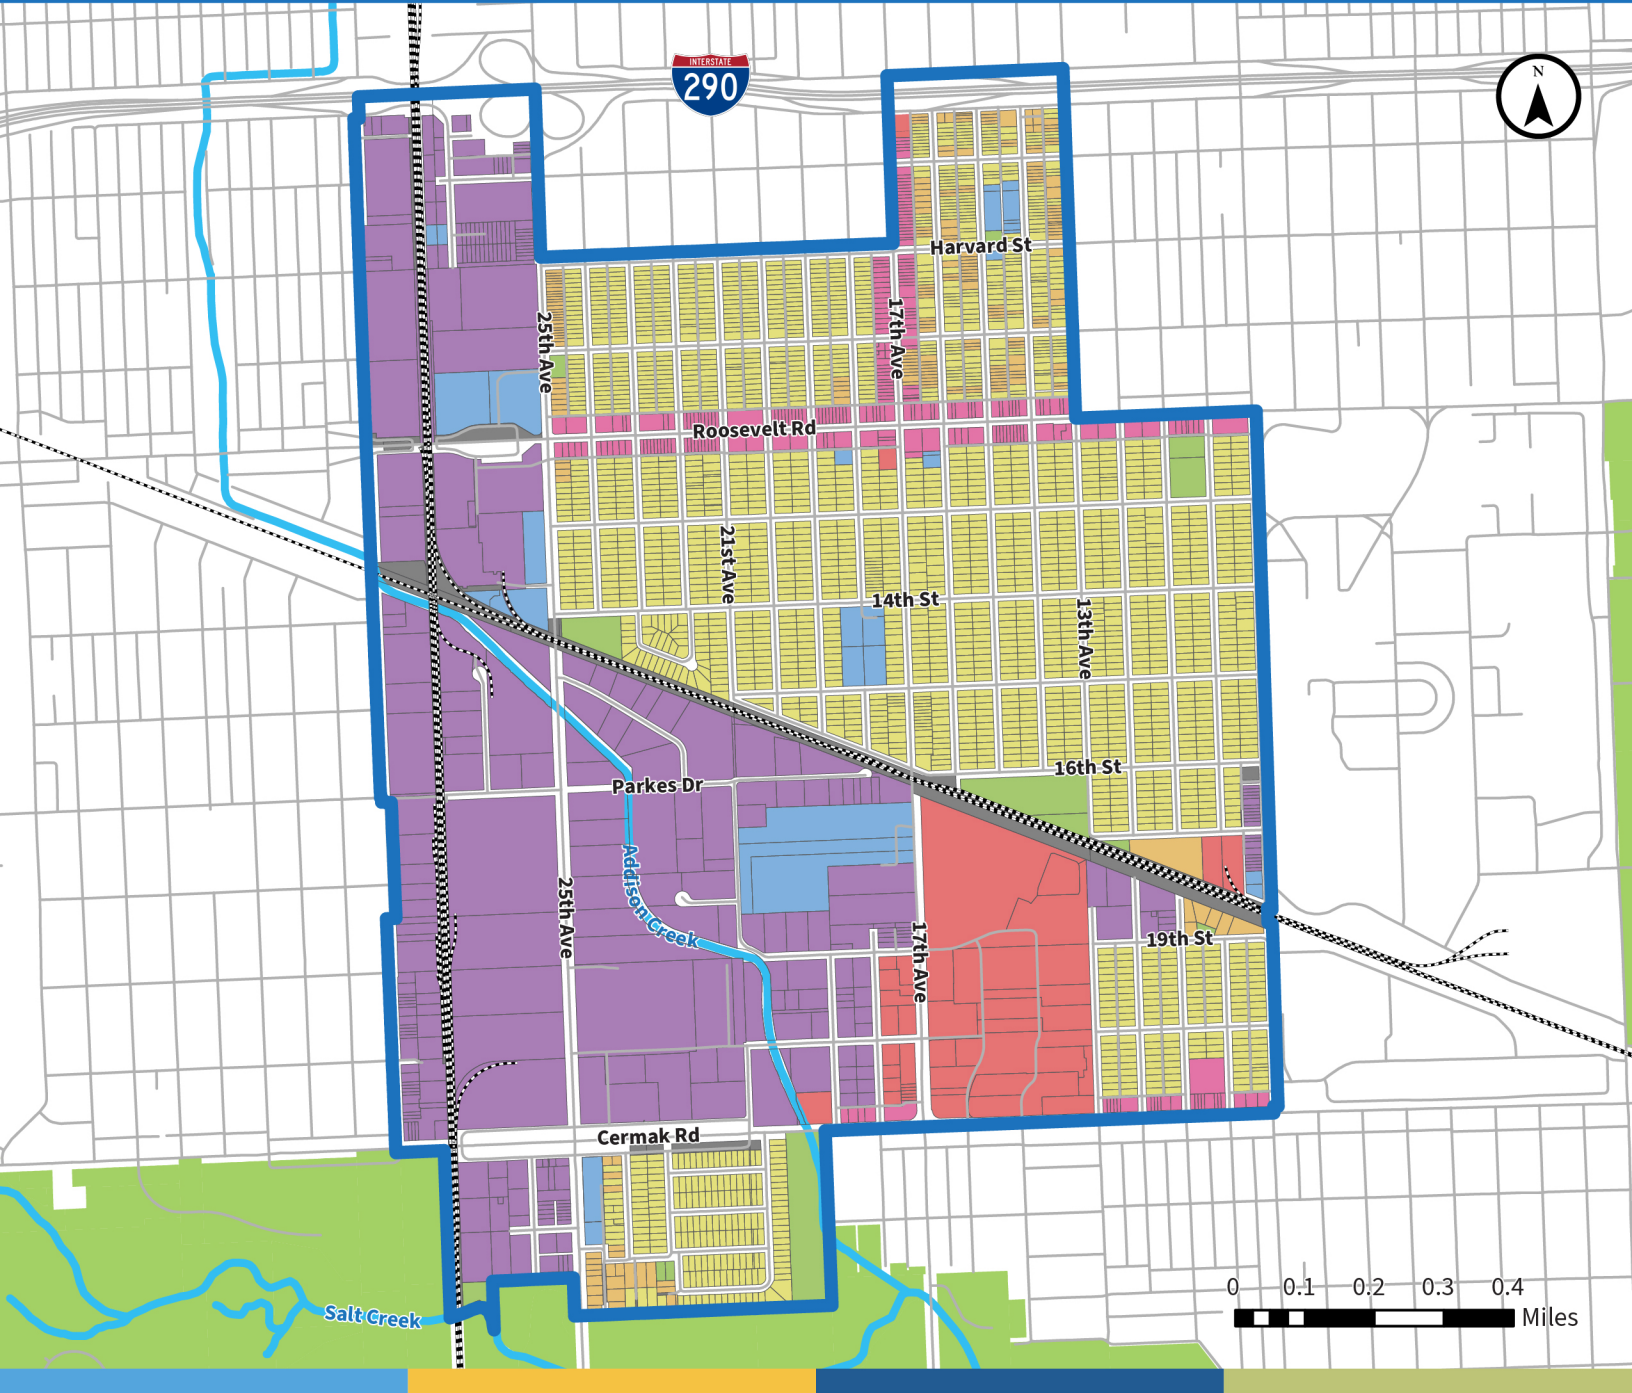 INTERSTATE
290
N
Harvard St
25th Ave
17th Ave
Roosevelt Rd
21st Ave
14th St
13th Ave
16th St
Parkes Dr
Addison Creek
25th Ave
17th Ave
19th St
Cermak Rd
Salt Creek
0 0.1 0.2 0.3 0.4
Miles